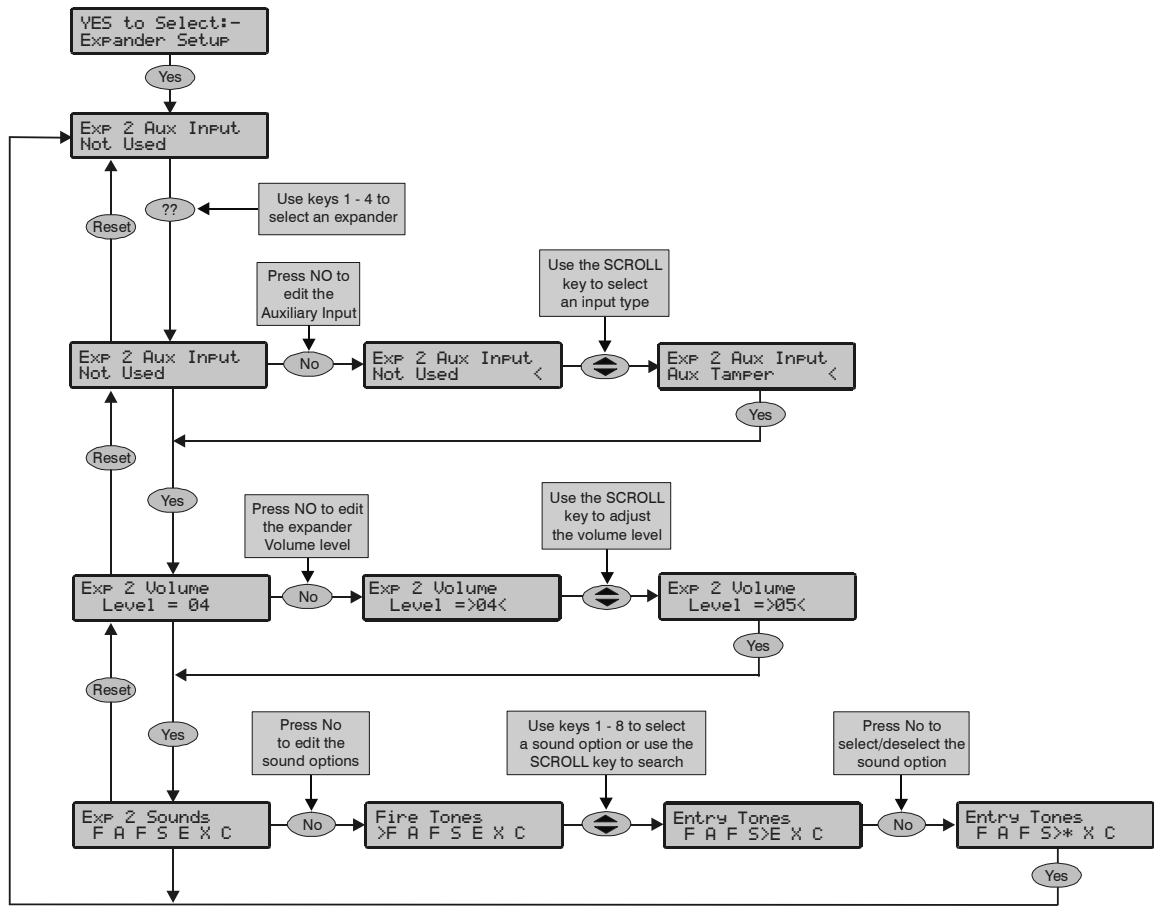 YES to Select:-
Expander Setup
Yes
Exp 2 Aux Input
Not Used
??
Use keys 1 - 4 to
select an expander
Reset
Press NO to
edit the
Auxiliary Input
Use the SCROLL
key to select
an input type
Exp 2 Aux Input
Not Used
No
Exp 2 Aux Input
Not Used <
Exp 2 Aux Input
Aux Tamper <
Yes
Reset
Yes
Press NO to edit
the expander
Volume level
Use the SCROLL
key to adjust
the volume level
Exp 2 Volume
Level = 04
No
Exp 2 Volume
Level =>04<
Exp 2 Volume
Level =>05<
Yes
Reset
Yes
Press No
to edit the
sound options
Use keys 1 - 8 to select
a sound option or use the
SCROLL key to search
Press No to
select/deselect the
sound option
Exp 2 Sounds
F A F S E X C
No
Fire Tones
>F A F S E X C
Entry Tones
F A F S>E X C
No
Entry Tones
F A F S>* X C
Yes